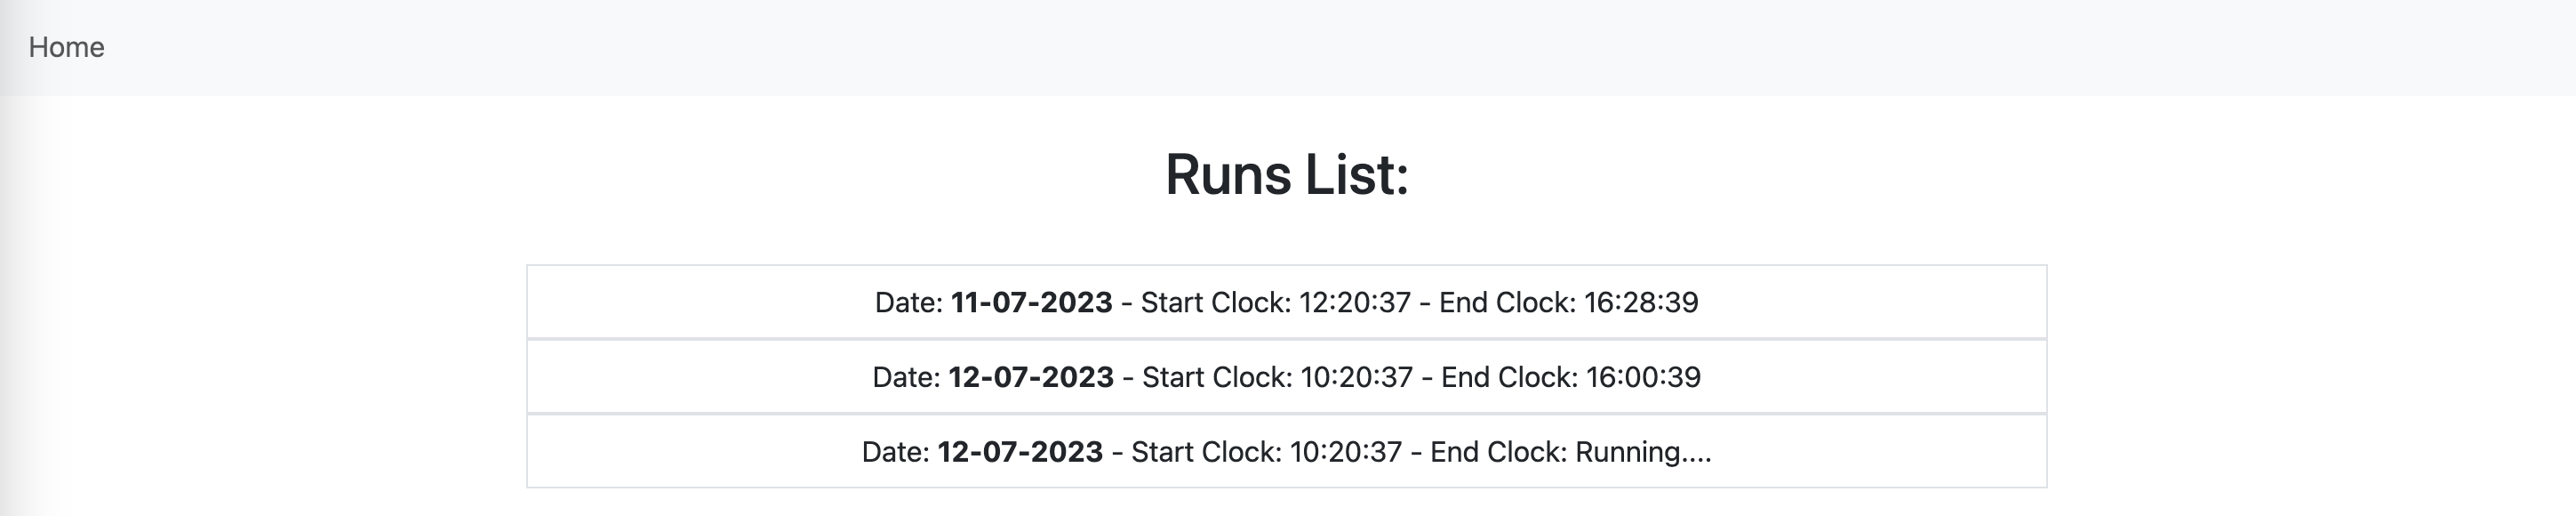 Home
Runs List:
Date: 11-07-2023 - Start Clock: 12:20:37 - End Clock: 16:28:39
Date: 12-07-2023 - Start Clock: 10:20:37 - End Clock: 16:00:39
Date: 12-07-2023 - Start Clock: 10:20:37 - End Clock: Running....